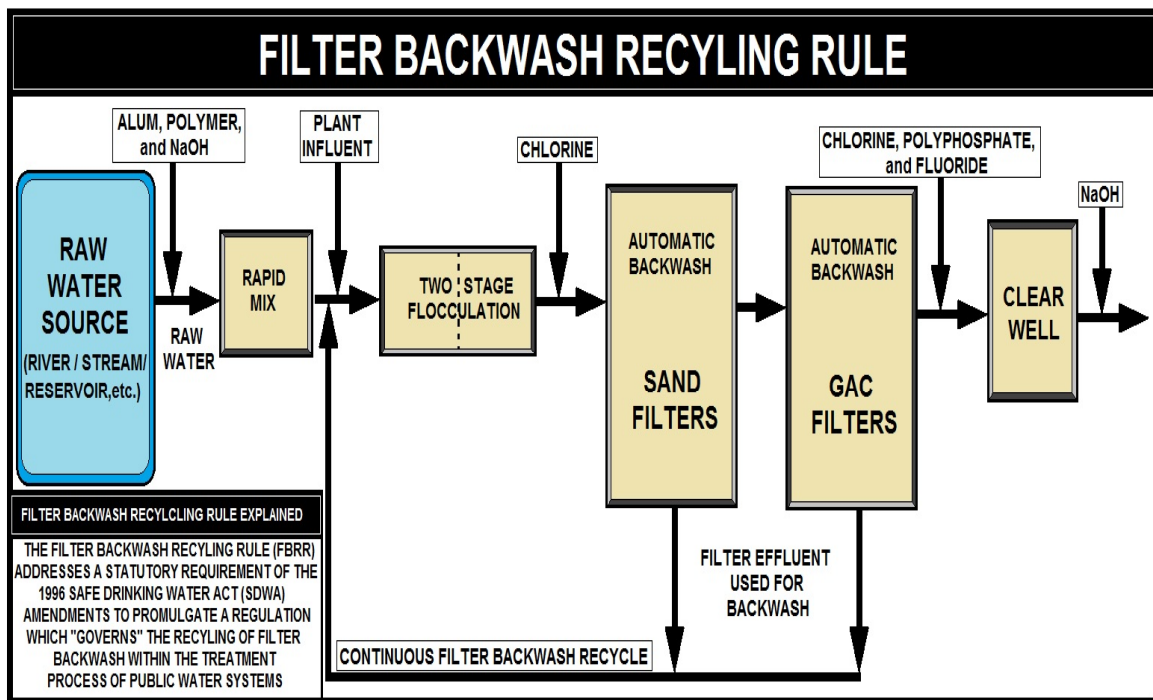 FILTER BACKWASH RECYLING RULE
ALUM, POLYMER,
and NaOH
PLANT
INFLUENT
CHLORINE
CHLORINE, POLYPHOSPHATE,
and FLUORIDE
NaOH
RAW
WATER
SOURCE
(RIVER / STREAM/
RESERVOIR,etc.)
RAW
WATER
RAPID
MIX
TWO STAGE
FLOCCULATION
AUTOMATIC
BACKWASH
SAND
FILTERS
AUTOMATIC
BACKWASH
GAC
FILTERS
CLEAR
WELL
FILTER EFFLUENT
USED FOR
BACKWASH
CONTINUOUS FILTER BACKWASH RECYCLE
FILTER BACKWASH RECYLCLING RULE EXPLAINED
THE FILTER BACKWASH RECYLING RULE (FBRR)
ADDRESSES A STATUTORY REQUIREMENT OF THE
1996 SAFE DRINKING WATER ACT (SDWA)
AMENDMENTS TO PROMULGATE A REGULATION
WHICH "GOVERNS" THE RECYLING OF FILTER
BACKWASH WITHIN THE TREATMENT
PROCESS OF PUBLIC WATER SYSTEMS